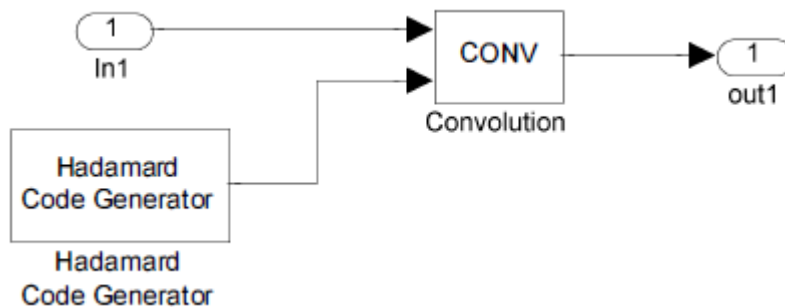 1
In1
CONV
Convolution
1
out1
Hadamard
Code Generator
Hadamard
Code Generator